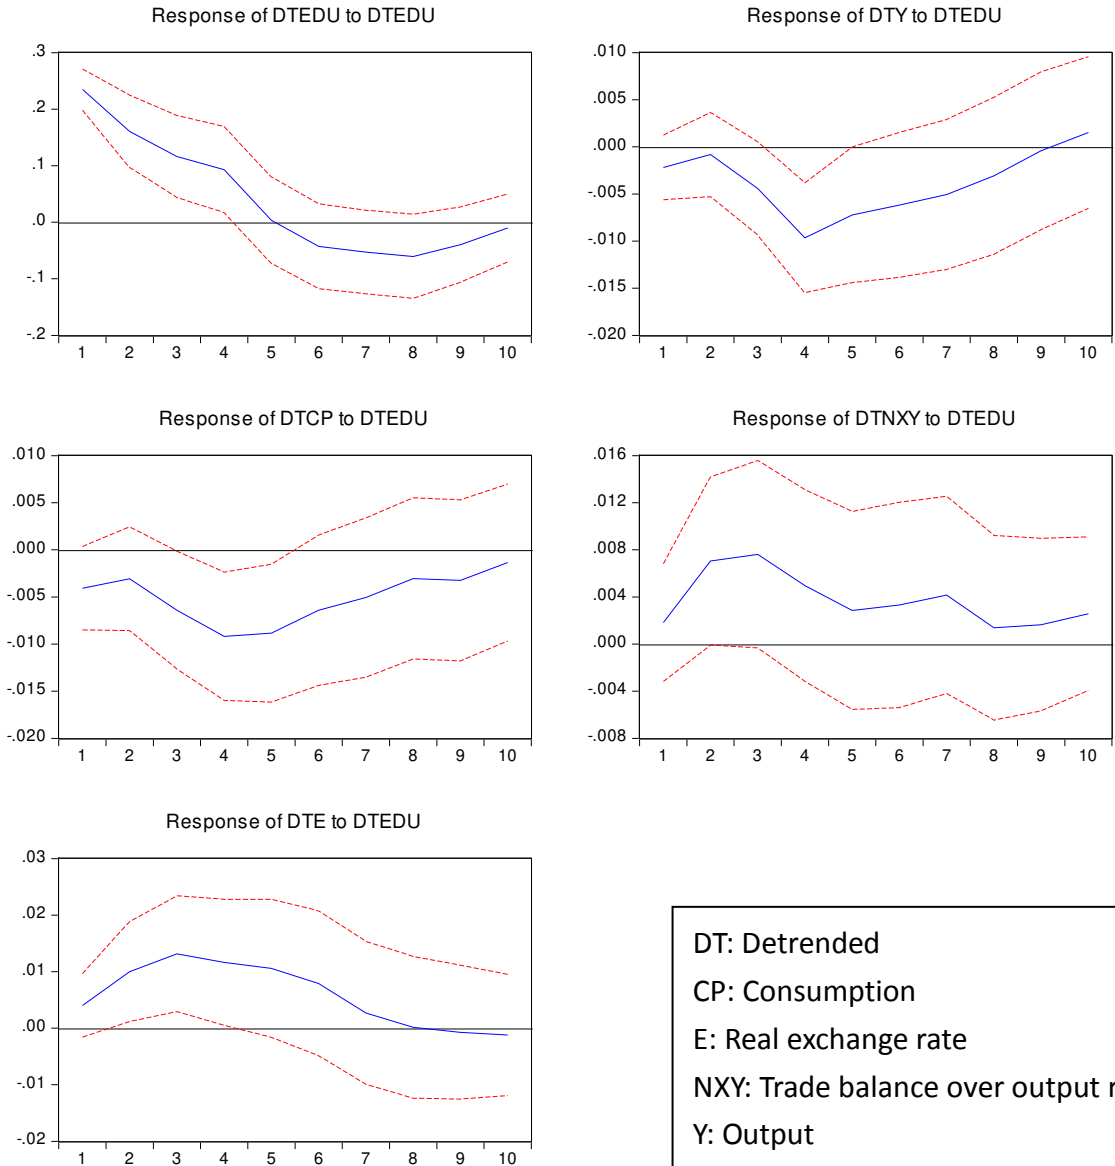 Response of DTEDU to DTEDU
.3
.2
.1
.0
-.1
-.2
1 2 3 4 5 6 7 8 9 10
Response of DTY to DTEDU
.010
.005
.000
-.005
-.010
-.015
-.020
1 2 3 4 5 6 7 8 9 10
Response of DTCP to DTEDU
.010
.005
.000
-.005
-.010
-.015
-.020
1 2 3 4 5 6 7 8 9 10
Response of DTNXY to DTEDU
.016
.012
.008
.004
.000
-.004
-.008
1 2 3 4 5 6 7 8 9 10
Response of DTE to DTEDU
.03
.02
.01
.00
-.01
-.02
1 2 3 4 5 6 7 8 9 10
DT: Detrended
CP: Consumption
E: Real exchange rate
NXY: Trade balance over output
Y: Output